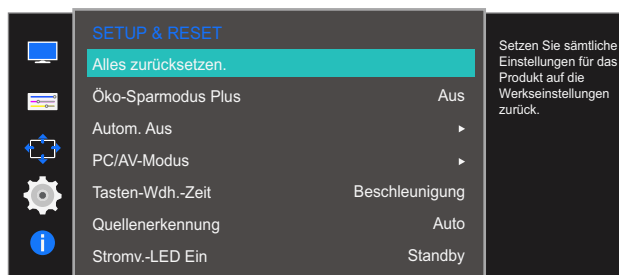 SETUP & RESET
Alles zurücksetzen.
Öko-Sparmodus Plus Aus
Autom. Aus
PC/AV-Modus
Tasten-Wdh.-Zeit Beschleunigung
Quellenerkennung Auto
Stromv.-LED Ein Standby
Setzen Sie sämtliche
Einstellungen für das
Produkt auf die
Werkseinstellungen
zurück.